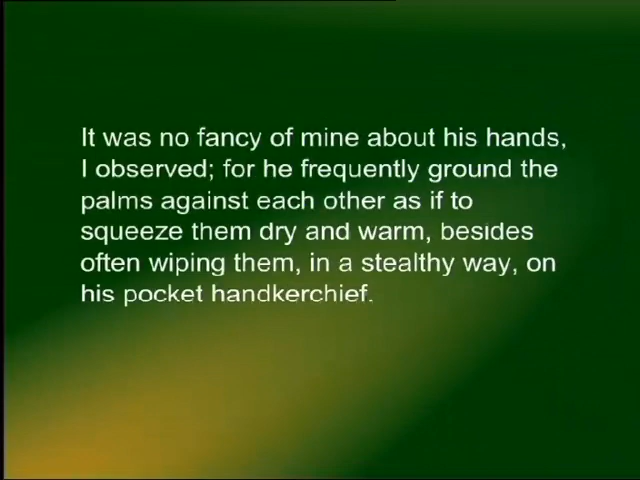 It was no fancy of mine about his hands,
I observed; for he frequently ground the
palms against each other as if to
squeeze them dry and warm, besides
often wiping them, in a stealthy way, on
his pocket handkerchief.